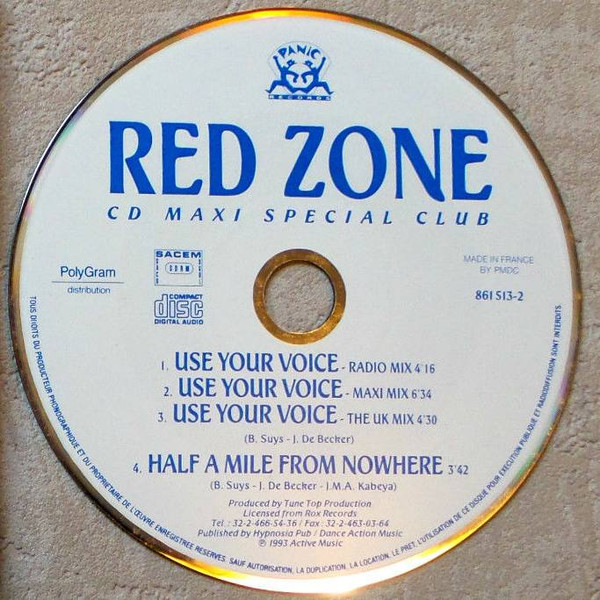 PANIC
RECORDS
RED ZONE
CD MAXI SPECIAL CLUB
PolyGram
distribution
SACEM
SDRM
COMPACT
disc
DIGITAL AUDIO
MADE IN FRANCE
BY PMDC
861 513-2
1. USE YOUR VOICE - RADIO MIX 4'16
2. USE YOUR VOICE - MAXI MIX 6'34
3. USE YOUR VOICE - THE UK MIX 4'30
(B. Suys - J. De Becker)
4. HALF A MILE FROM NOWHERE 3'42
(B. Suys - J. De Becker - J.M.A. Kabeya)
Produced by Tune Top Production
Licensed from Rox Records
Tel.: 32-2-466-54-36 / Fax : 32-2-463-03-64
Published by Hypnosia Pub / Dance Action Music
℗ 1993 Active Music
TOUS DROITS DU PRODUCTEUR PHONOGRAPHIQUE ET DU PROPRIETAIRE DE L'ŒUVRE ENREGISTREE RESERVES. SAUF AUTORISATION, LA DUPLICATION, LA LOCATION, LE PRET, L'UTILISATION DE CE DISQUE POUR EXECUTION PUBLIQUE ET RADIODIFFUSION SONT INTERDITS.